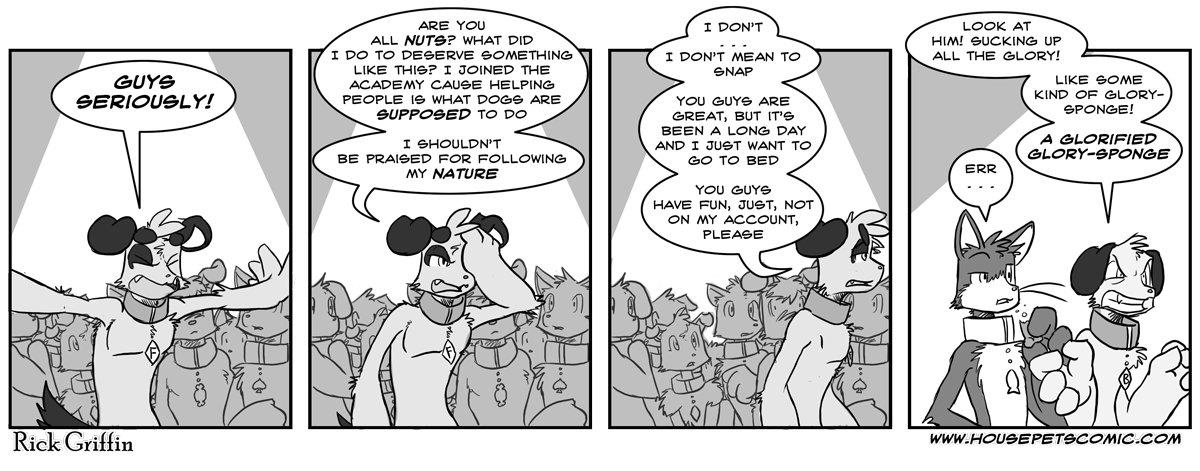 GUYS
SERIOUSLY!
ARE YOU
ALL NUTS? WHAT DID
I DO TO DESERVE SOMETHING
LIKE THIS? I JOINED THE
ACADEMY CAUSE HELPING
PEOPLE IS WHAT DOGS ARE
SUPPOSED TO DO
I SHOULDN'T
BE PRAISED FOR FOLLOWING
MY NATURE
I DON'T
...
I DON'T MEAN TO
SNAP
YOU GUYS ARE
GREAT, BUT IT'S
BEEN A LONG DAY
AND I JUST WANT TO
GO TO BED
YOU GUYS
HAVE FUN, JUST, NOT
ON MY ACCOUNT,
PLEASE
LOOK AT
HIM! SUCKING UP
ALL THE GLORY!
LIKE SOME
KIND OF GLORY-
SPONGE!
A GLORIFIED
GLORY-SPONGE
ERR
...
F
F
R
Rick Griffin
WWW.HOUSEPETSCOMIC.COM